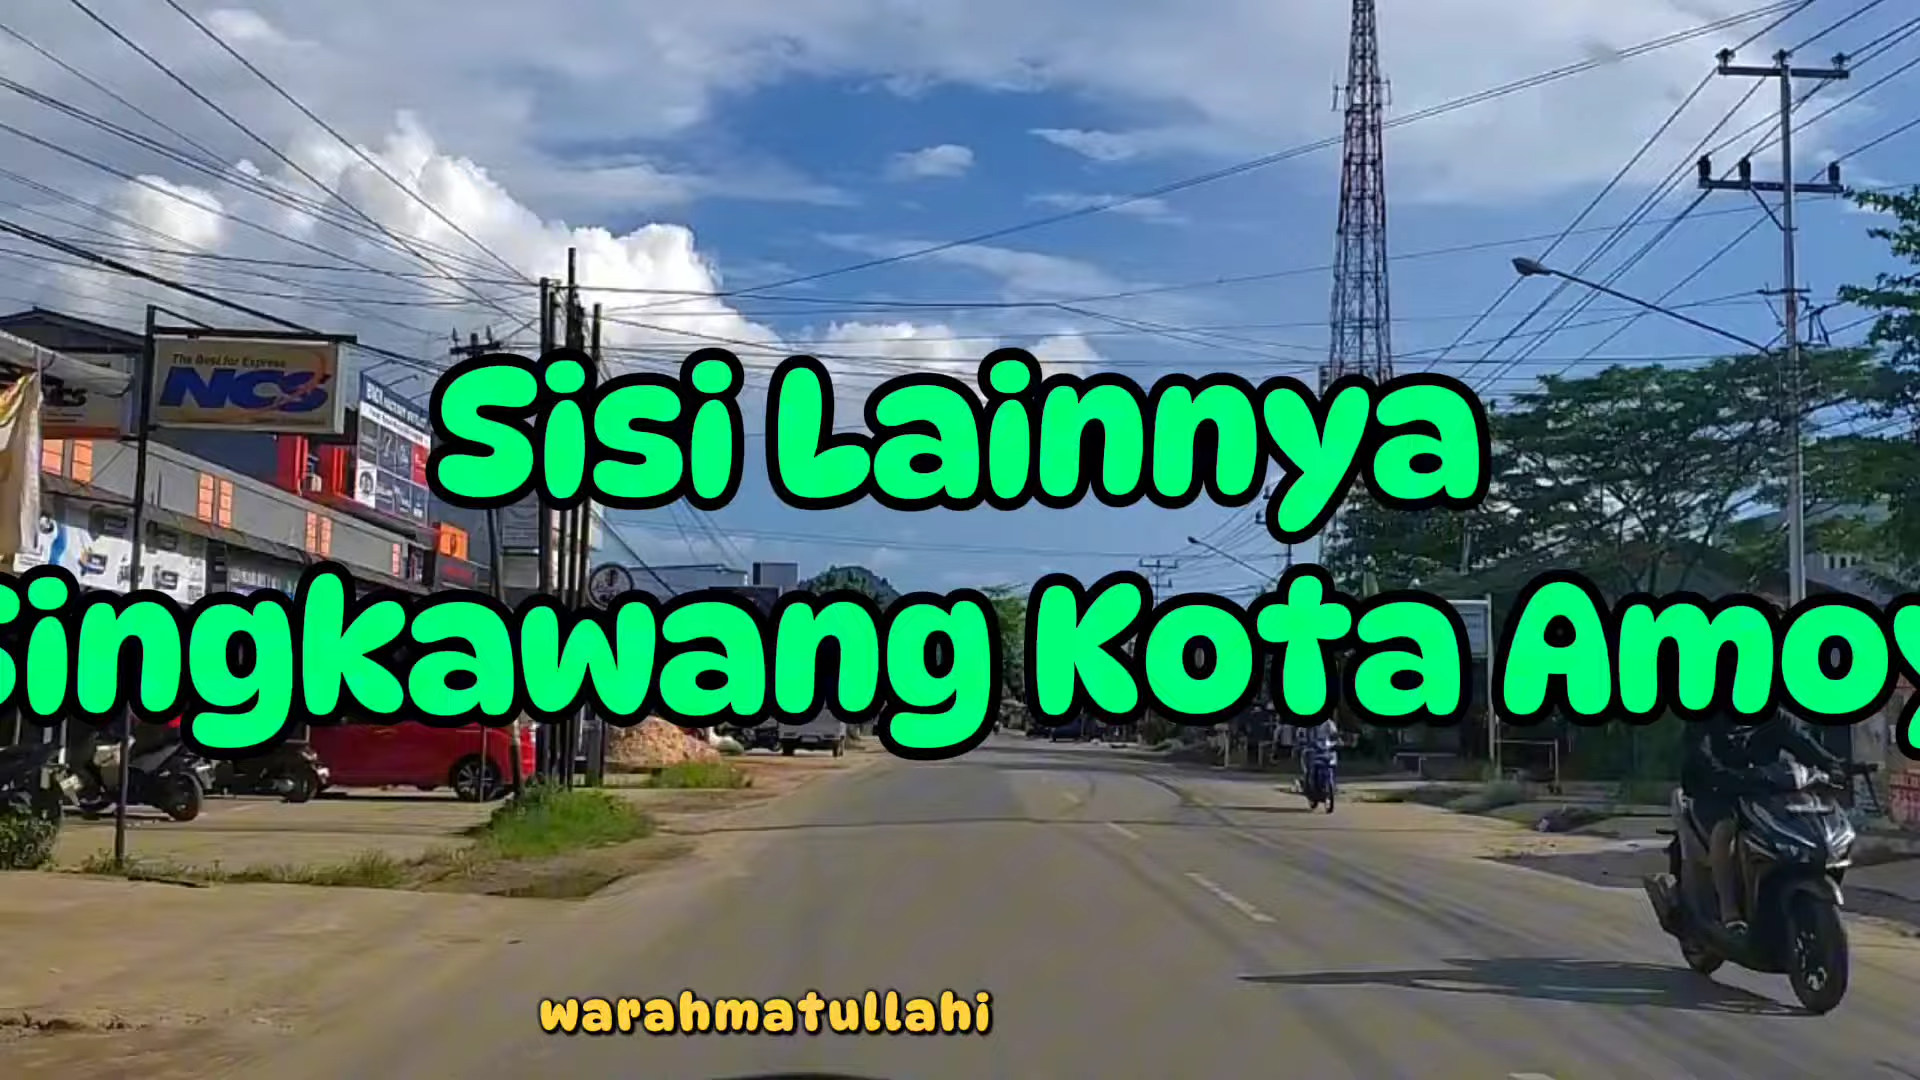 The Best for Express
NCS
Sisi Lainnya
Singkawang Kota Amoy
warahmatullahi